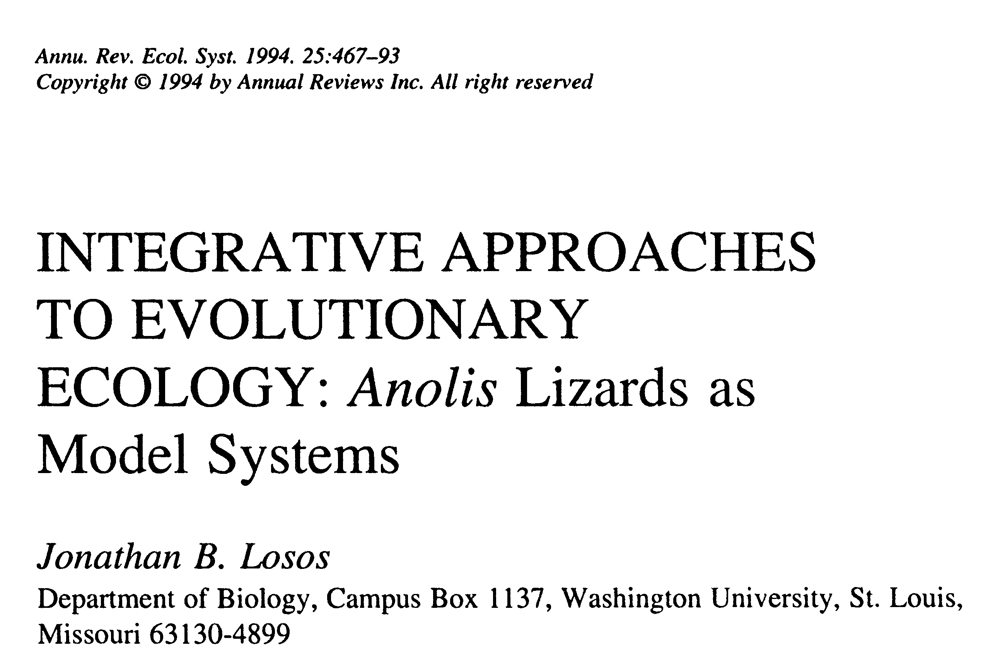 Annu. Rev. Ecol. Syst. 1994. 25:467–93
Copyright © 1994 by Annual Reviews Inc. All right reserved
INTEGRATIVE APPROACHES
TO EVOLUTIONARY
ECOLOGY: Anolis Lizards as
Model Systems
Jonathan B. Losos
Department of Biology, Campus Box 1137, Washington University, St. Louis,
Missouri 63130-4899